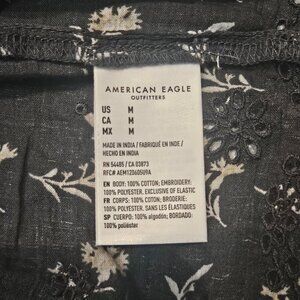 AMERICAN EAGLE
OUTFITTERS
US M
CA M
MX M
MADE IN INDIA / FABRIQUÉ EN INDE /
HECHO EN INDIA
RN 54485 / CA 03873
RFC# AEM120605U9A
EN BODY: 100% COTTON; EMBROIDERY:
100% POLYESTER, EXCLUSIVE OF ELASTIC
FR CORPS: 100% COTON; BRODERIE:
100% POLYESTER. SANS LES ÉLASTIQUES
SP CUERPO: 100% algodón; BORDADO:
100% poliéster